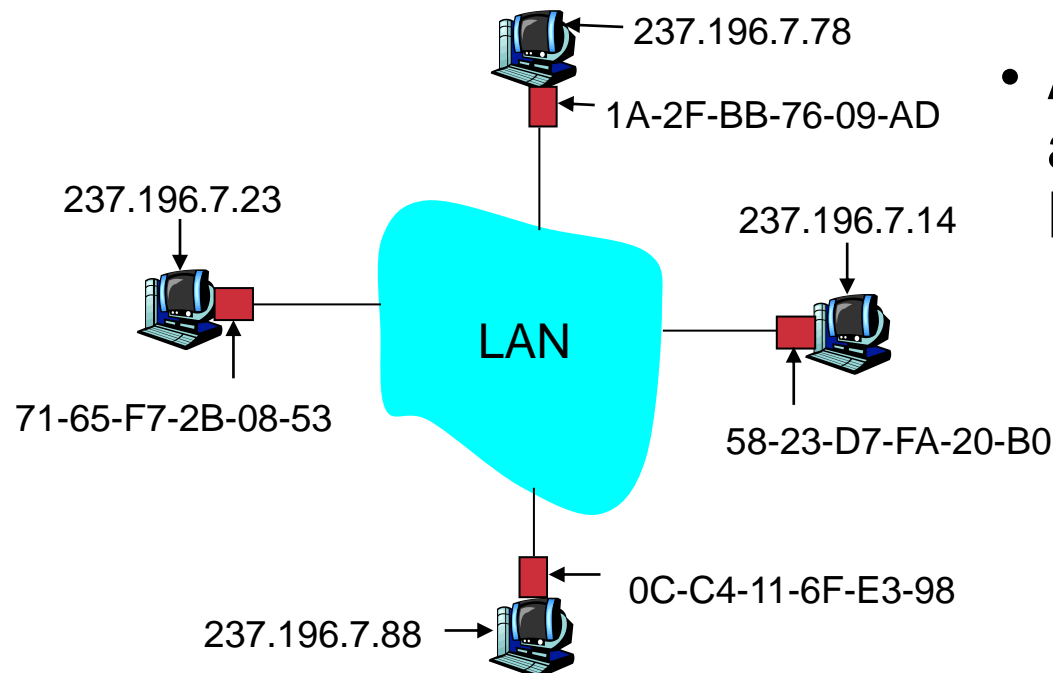 237.196.7.78
1A-2F-BB-76-09-AD
237.196.7.23
237.196.7.14
LAN
71-65-F7-2B-08-53
58-23-D7-FA-20-B0
0C-C4-11-6F-E3-98
237.196.7.88